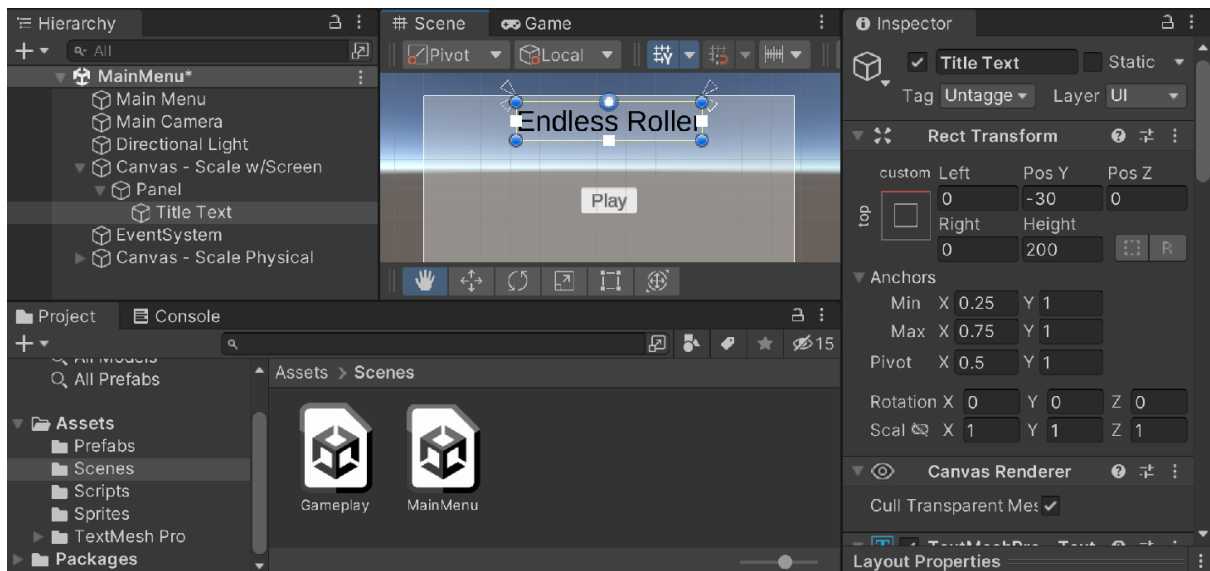 Hierarchy
All
MainMenu*
Main Menu
Main Camera
Directional Light
Canvas - Scale w/Screen
Panel
Title Text
EventSystem
Canvas - Scale Physical
Scene Game
Pivot Local
Endless Roller
Play
Project Console
15
All Models
All Prefabs
Assets
Prefabs
Scenes
Scripts
Sprites
TextMesh Pro
Packages
Assets > Scenes
Gameplay MainMenu
Inspector
Title Text Static
Tag Untagge Layer UI
Rect Transform
custom Left Pos Y Pos Z
top 0 -30 0
Right Height
0 200 R
Anchors
Min X 0.25 Y 1
Max X 0.75 Y 1
Pivot X 0.5 Y 1
Rotation X 0 Y 0 Z 0
Scal X 1 Y 1 Z 1
Canvas Renderer
Cull Transparent Mes
Layout Properties